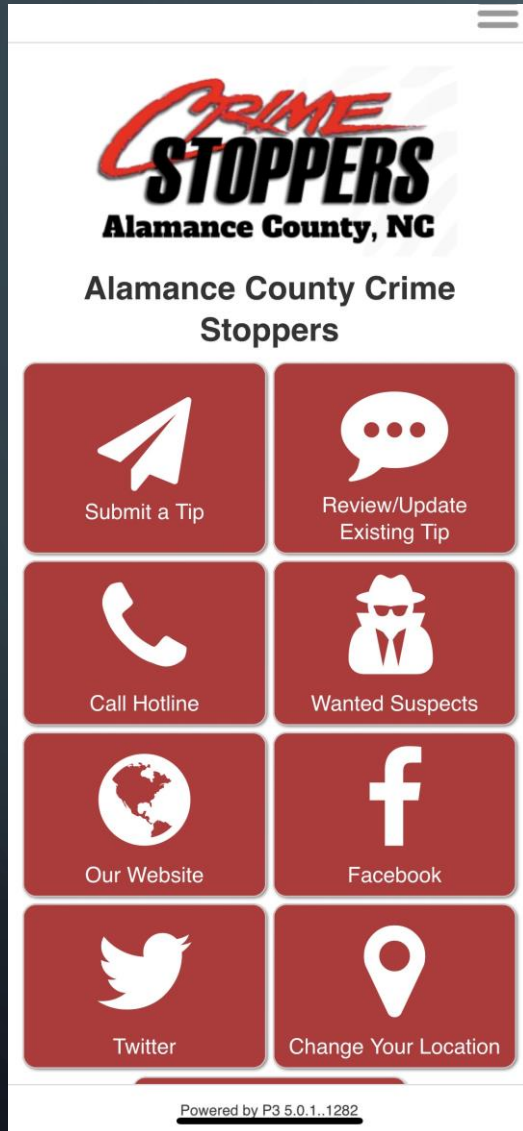 CRIME
STOPPERS
Alamance County, NC
Alamance County Crime
Stoppers
Submit a Tip
Review/Update
Existing Tip
Call Hotline
Wanted Suspects
Our Website
Facebook
Twitter
Change Your Location
Powered by P3 5.0.1..1282